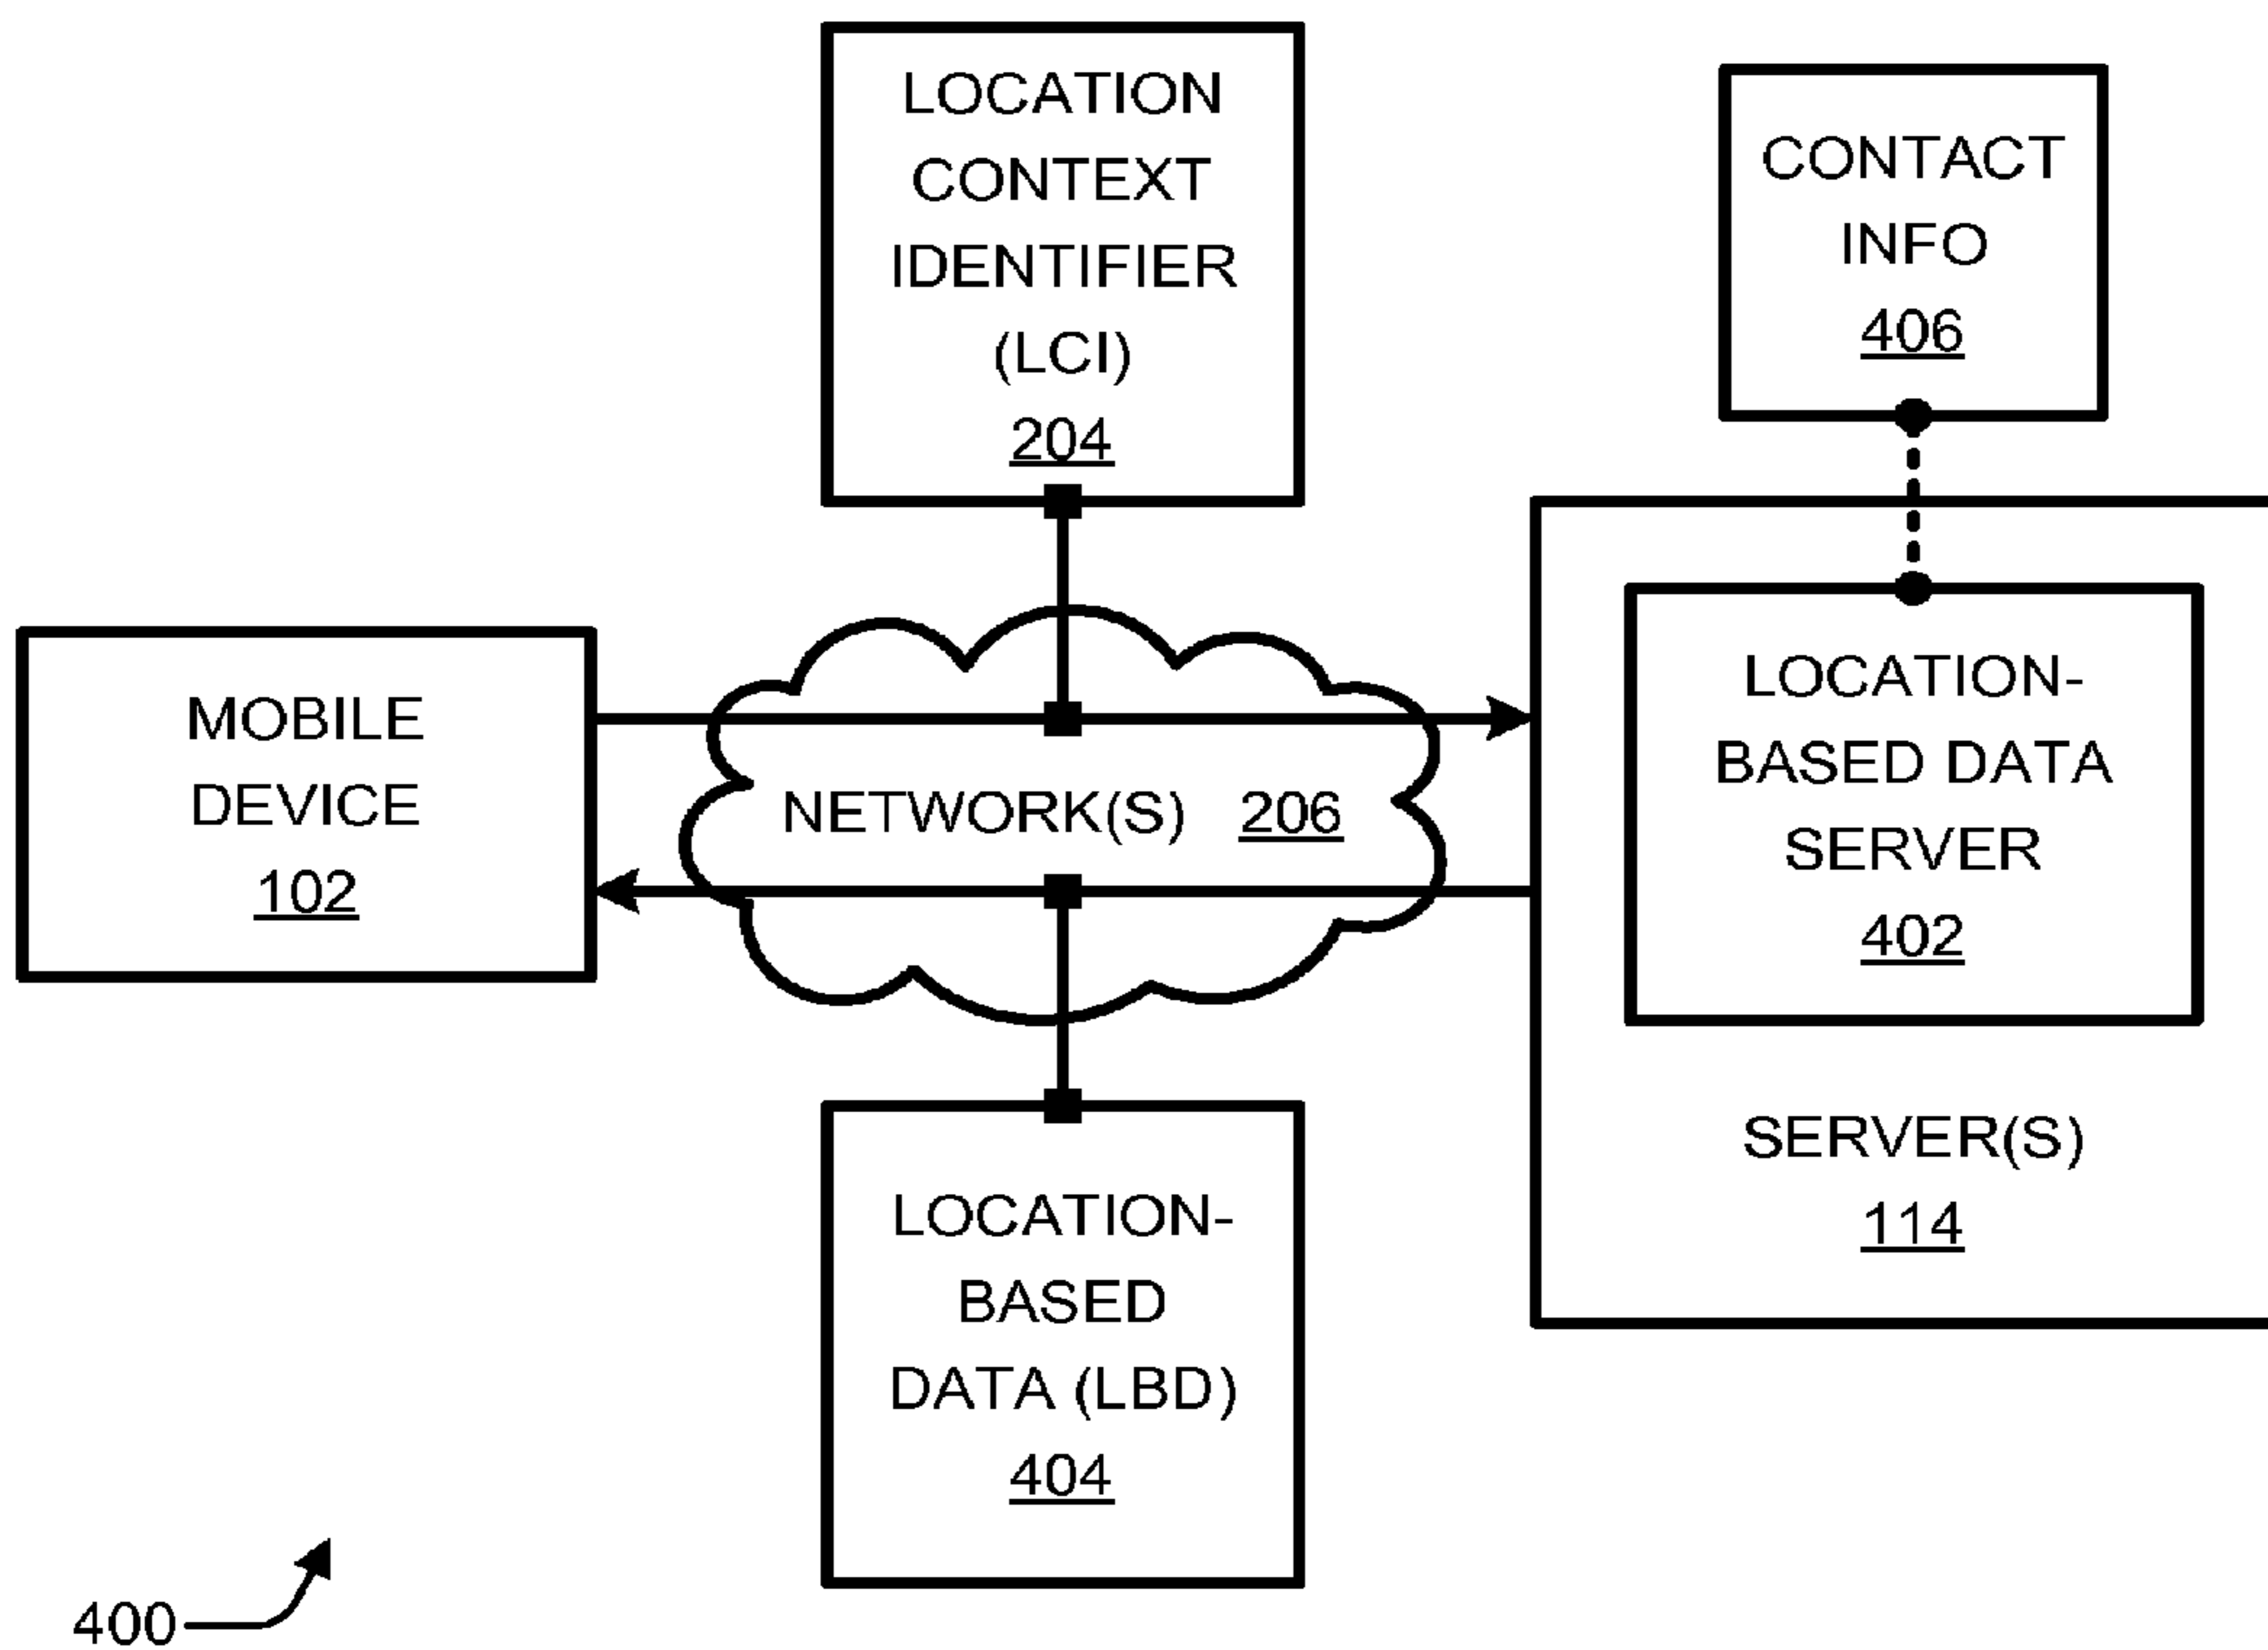 LOCATION
CONTEXT
IDENTIFIER
(LCI)
204
CONTACT
INFO
406
MOBILE
DEVICE
102
NETWORK(S) 206
LOCATION-
BASED DATA
SERVER
402
SERVER(S)
114
LOCATION-
BASED
DATA (LBD)
404
400